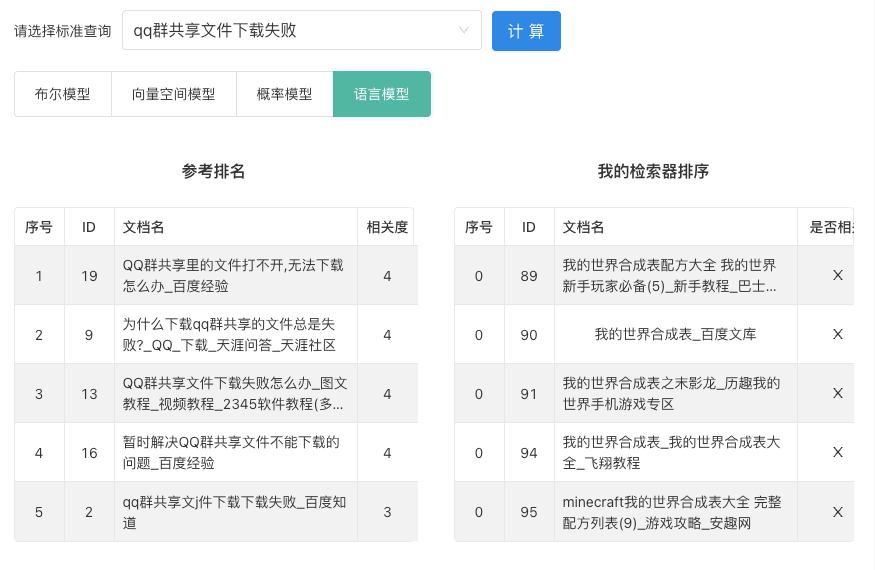 请选择标准查询
qq群共享文件下载失败
计 算
布尔模型
向量空间模型
概率模型
语言模型
参考排名
序号 ID 文档名 相关度
1 19 QQ群共享里的文件打不开,无法下载
怎么办_百度经验 4
2 9 为什么下载qq群共享的文件总是失
败?_QQ_下载_天涯问答_天涯社区 4
3 13 QQ群共享文件下载失败怎么办_图文
教程_视频教程_2345软件教程(多... 4
4 16 暂时解决QQ群共享文件不能下载的
问题_百度经验 4
5 2 qq群共享文j件下载下载失败_百度知
道 3
我的检索器排序
序号 ID 文档名 是否相
0 89 我的世界合成表配方大全 我的世界
新手玩家必备(5)_新手教程_巴士... X
0 90 我的世界合成表_百度文库 X
0 91 我的世界合成表之末影龙_历趣我的
世界手机游戏专区 X
0 94 我的世界合成表_我的世界合成表大
全_飞翔教程 X
0 95 minecraft我的世界合成表大全 完整
配方列表(9)_游戏攻略_安趣网 X